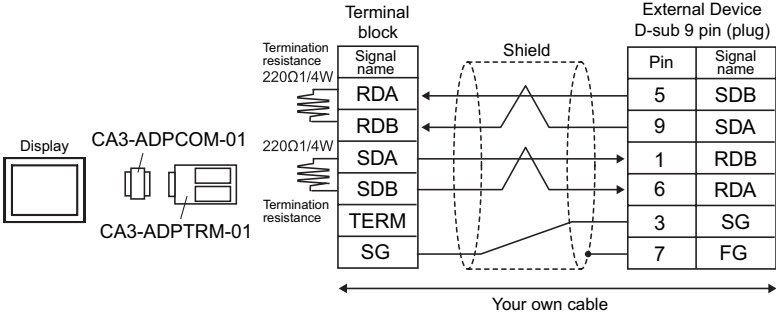 Terminal
block
External Device
D-sub 9 pin (plug)
Termination
resistance
220Ω1/4W
Signal
name
Shield
Pin
Signal
name
RDA
5
SDB
RDB
9
SDA
220Ω1/4W
SDA
1
RDB
SDB
6
RDA
Termination
resistance
TERM
3
SG
SG
7
FG
Display
CA3-ADPCOM-01
CA3-ADPTRM-01
Your own cable